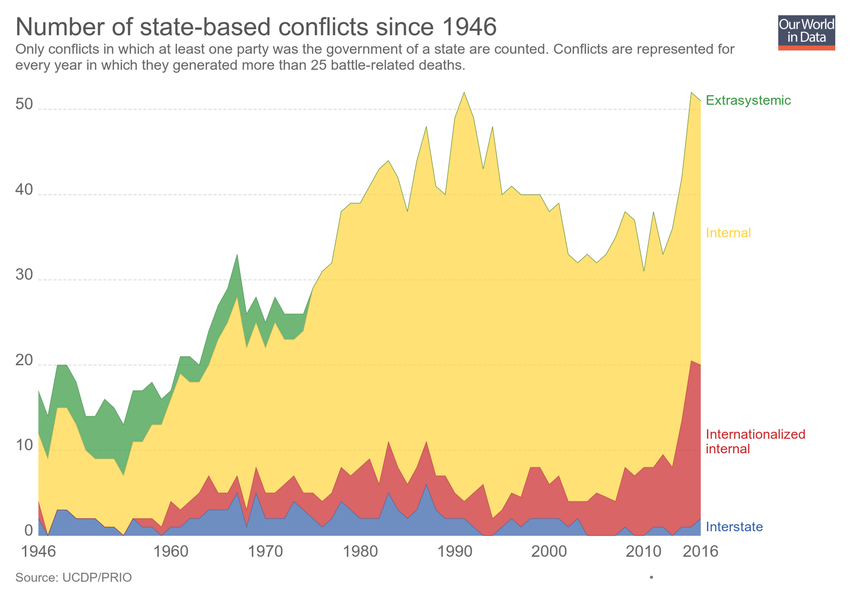 Number of state-based conflicts since 1946
Our World
in Data
Only conflicts in which at least one party was the government of a state are counted. Conflicts are represented for
every year in which they generated more than 25 battle-related deaths.
50
Extrasystemic
40
Internal
30
20
Internationalized
internal
10
Interstate
0
1946 1960 1970 1980 1990 2000 2010 2016
Source: UCDP/PRIO